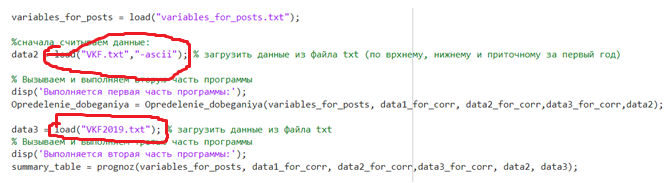 variables_for_posts = load("variables_for_posts.txt");
%сначала считываем данные:
data2 = load("VKF.txt","-ascii"); % загрузить данные из файла txt (по врхнему, нижнему и приточному за первый год)
% Вызываем и выполняем вторую часть программы
disp('Выполняется первая часть программы:');
Opredelenie_dobeganiya = Opredelenie_dobeganiya(variables_for_posts, data1_for_corr, data2_for_corr,data3_for_corr,data2);
data3 = load("VKF2019.txt"); % загрузить данные из файла txt
% Вызываем и выполняем третью часть программы
disp('Выполняется вторая часть программы:');
summary_table = prognoz(variables_for_posts, data1_for_corr, data2_for_corr,data3_for_corr, data2, data3);